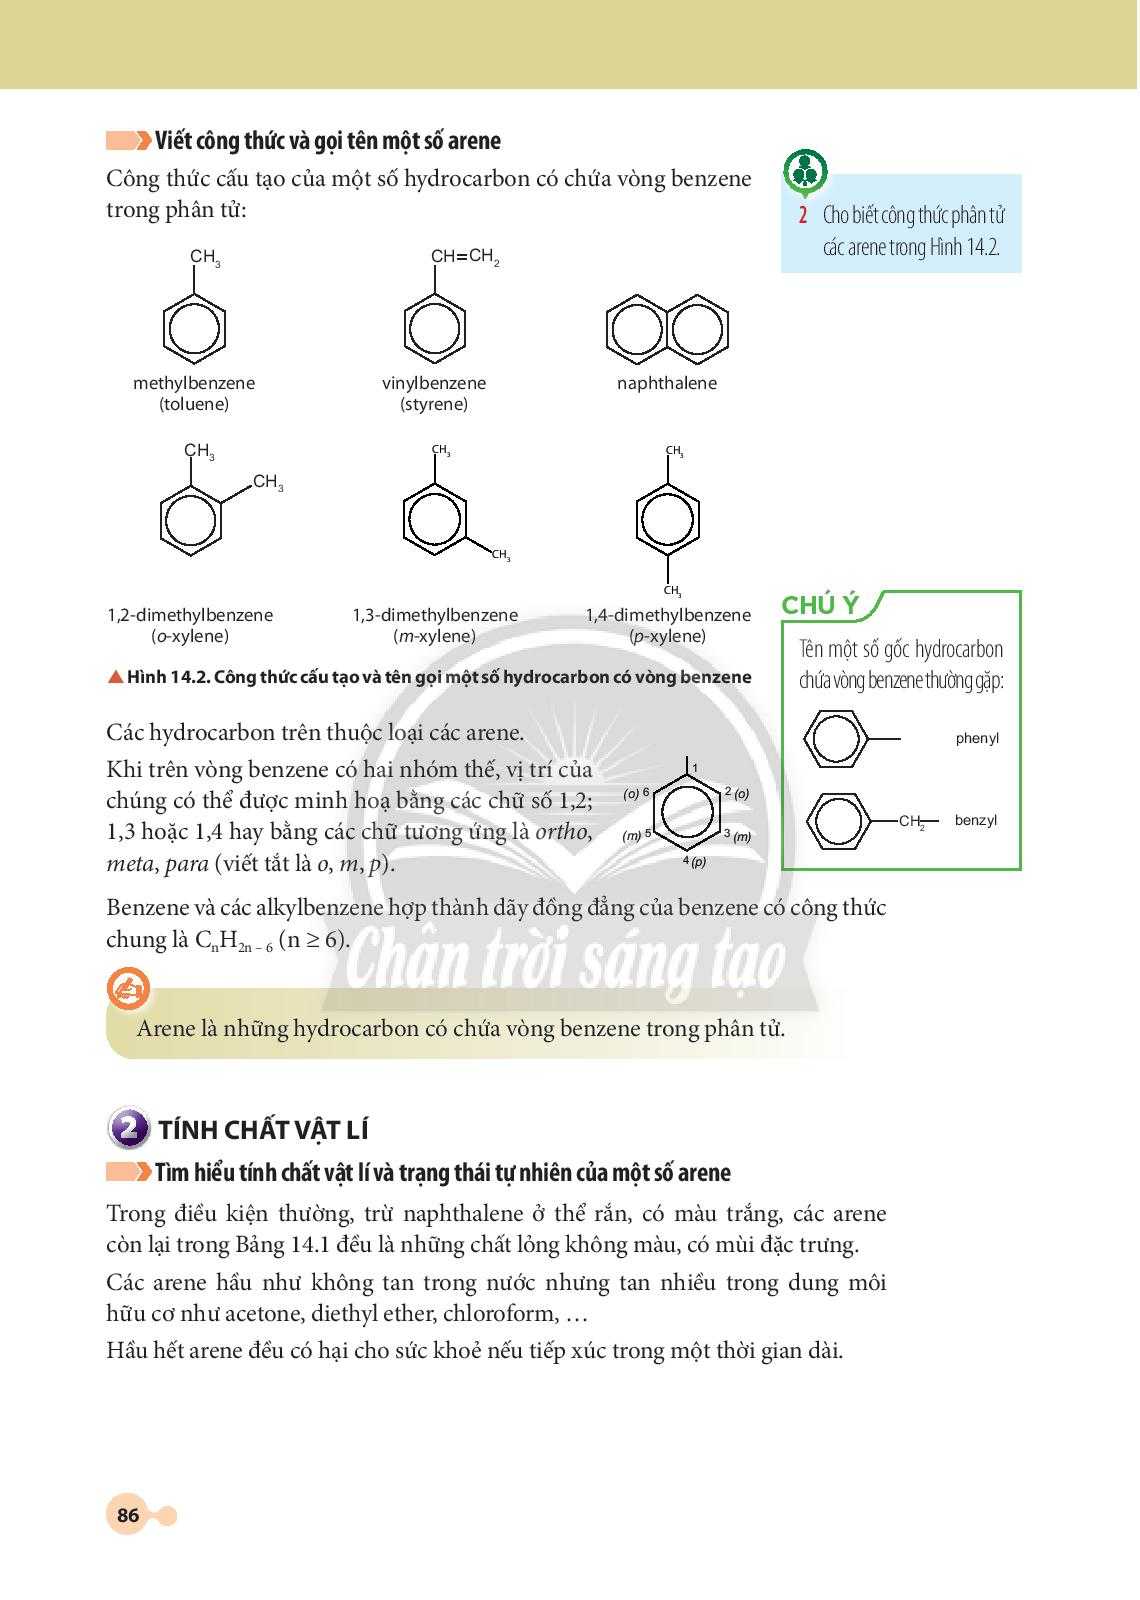 Viết công thức và gọi tên một số arene
Công thức cấu tạo của một số hydrocarbon có chứa vòng benzene
trong phân tử:
2 Cho biết công thức phân tử
các arene trong Hình 14.2.
CH₃
CH=CH₂
methylbenzene
(toluene)
vinylbenzene
(styrene)
naphthalene
CH₃
CH₃
CH₃
CH₃
CH₃
CH₃
1,2-dimethylbenzene
(o-xylene)
1,3-dimethylbenzene
(m-xylene)
1,4-dimethylbenzene
(p-xylene)
▲ Hình 14.2. Công thức cấu tạo và tên gọi một số hydrocarbon có vòng benzene
CHÚ Ý
Tên một số gốc hydrocarbon
chứa vòng benzene thường gặp:
phenyl
CH₂
benzyl
Các hydrocarbon trên thuộc loại các arene.
Khi trên vòng benzene có hai nhóm thế, vị trí của
chúng có thể được minh hoạ bằng các chữ số 1,2;
1,3 hoặc 1,4 hay bằng các chữ tương ứng là ortho,
meta, para (viết tắt là o, m, p).
1
(o) 6
2 (o)
(m) 5
3 (m)
4 (p)
Benzene và các alkylbenzene hợp thành dãy đồng đẳng của benzene có công thức
chung là CₙH₂ₙ₋₆ (n ≥ 6).
Chân trời sáng tạo
Arene là những hydrocarbon có chứa vòng benzene trong phân tử.
2 TÍNH CHẤT VẬT LÍ
Tìm hiểu tính chất vật lí và trạng thái tự nhiên của một số arene
Trong điều kiện thường, trừ naphthalene ở thể rắn, có màu trắng, các arene
còn lại trong Bảng 14.1 đều là những chất lỏng không màu, có mùi đặc trưng.
Các arene hầu như không tan trong nước nhưng tan nhiều trong dung môi
hữu cơ như acetone, diethyl ether, chloroform, …
Hầu hết arene đều có hại cho sức khoẻ nếu tiếp xúc trong một thời gian dài.
86